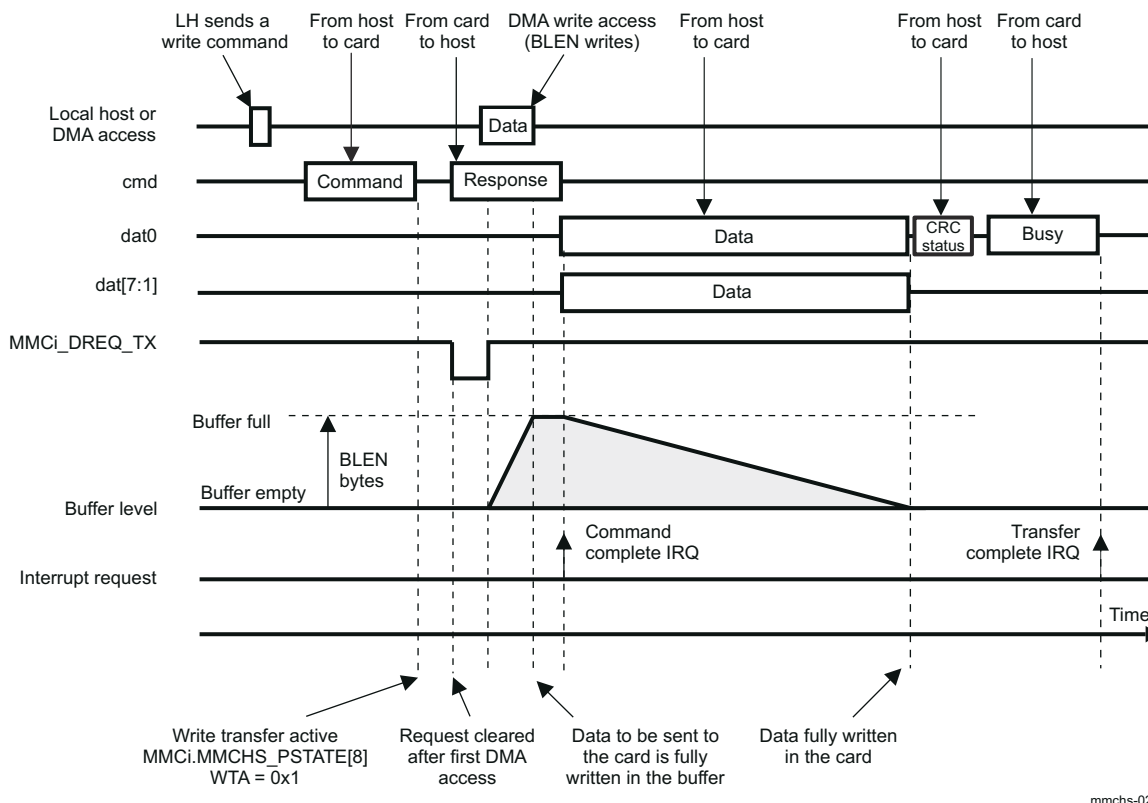 LH sends a
write command
From host
to card
From card
to host
DMA write access
(BLEN writes)
From host
to card
From host
to card
From card
to host
Local host or
DMA access
Data
cmd
Command
Response
dat0
Data
CRC
status
Busy
dat[7:1]
Data
MMCi_DREQ_TX
Buffer full
BLEN
bytes
Buffer empty
Buffer level
Command
complete IRQ
Transfer
complete IRQ
Interrupt request
Time
Write transfer active
MMCi.MMCHS_PSTATE[8]
WTA = 0x1
Request cleared
after first DMA
access
Data to be sent to
the card is fully
written in the buffer
Data fully written
in the card